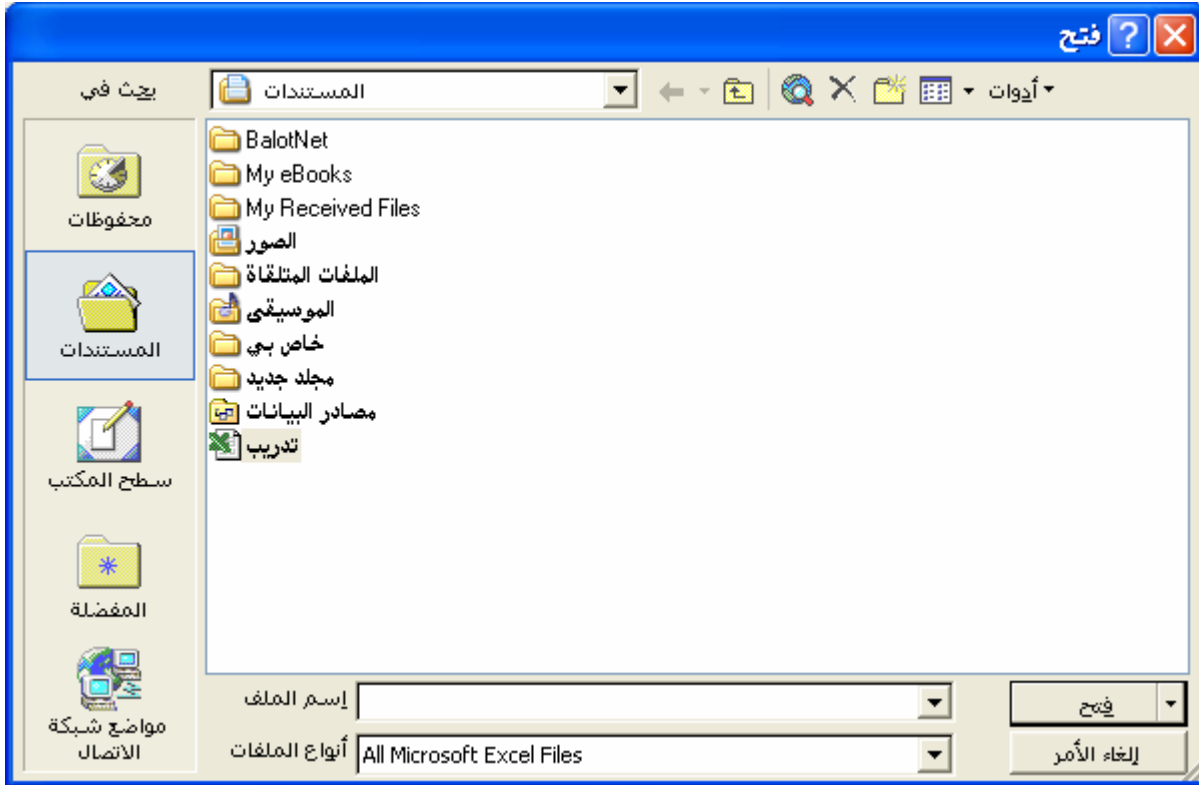 فتح
بحث في
المستندات
أدوات
محفوظات
المستندات
سطح المكتب
المفضلة
مواضع شبكة
الاتصال
BalotNet
My eBooks
My Received Files
الصور
الملفات المتلقاة
الموسيقى
خاص بي
مجلد جديد
مصادر البيانات
تدريب
إسم الملف
فتح
أنواع الملفات
All Microsoft Excel Files
إلغاء الأمر